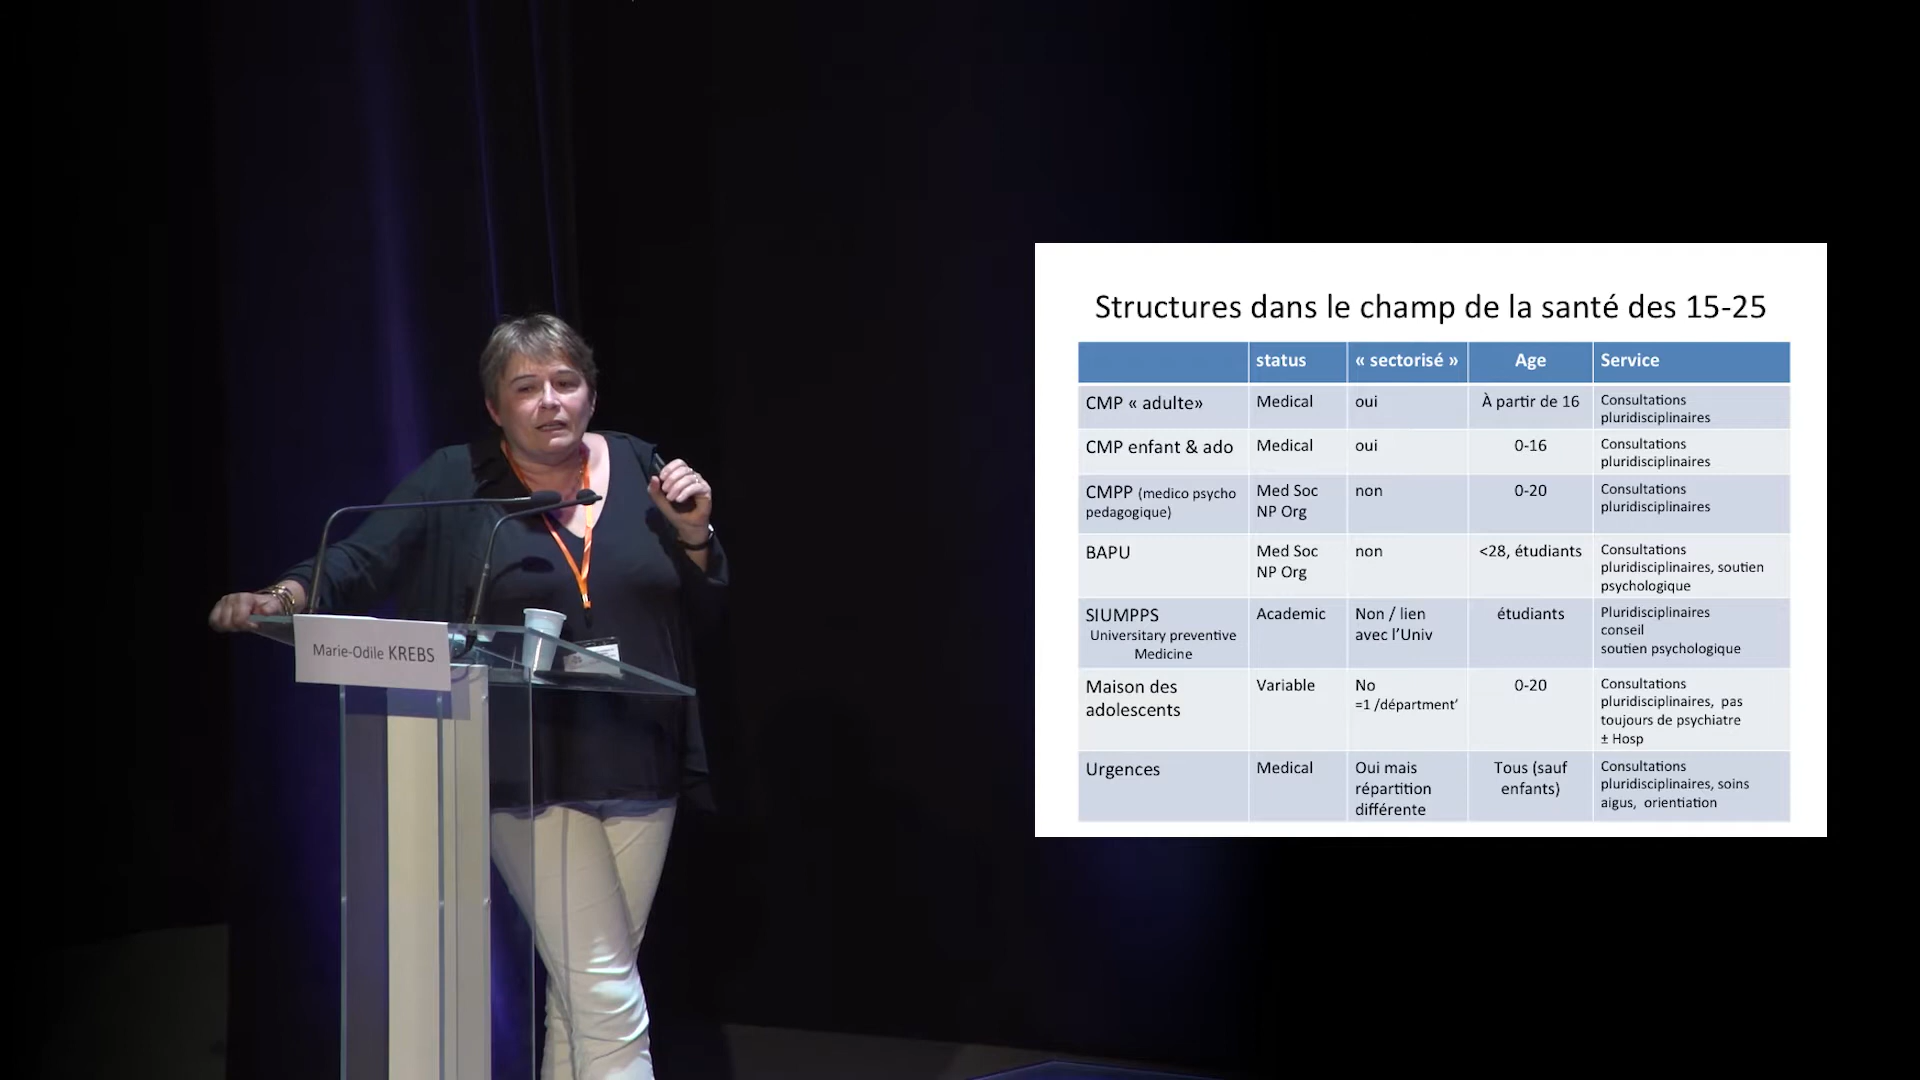 Marie-Odile KREBS
Structures dans le champ de la santé des 15-25
status « sectorisé » Age Service
CMP « adulte» Medical oui À partir de 16 Consultations
pluridisciplinaires
CMP enfant & ado Medical oui 0-16 Consultations
pluridisciplinaires
CMPP (medico psycho Med Soc non 0-20 Consultations
pedagogique) NP Org pluridisciplinaires
BAPU Med Soc non <28, étudiants Consultations
NP Org pluridisciplinaires, soutien
psychologique
SIUMPPS Academic Non / lien étudiants Pluridisciplinaires
Universitary preventive avec l’Univ conseil
Medicine soutien psychologique
Maison des Variable No 0-20 Consultations
adolescents =1 /départment’ pluridisciplinaires, pas
toujours de psychiatre
± Hosp
Urgences Medical Oui mais Tous (sauf Consultations
répartition enfants) pluridisciplinaires, soins
différente aigus, orientiation